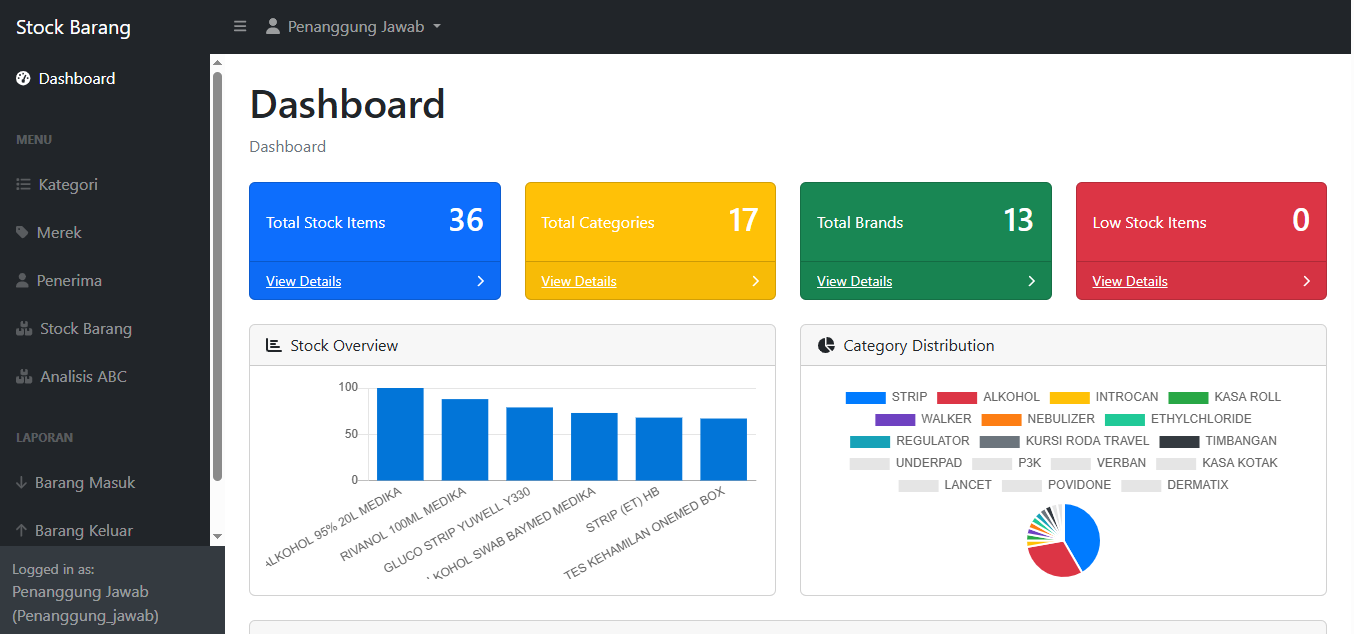 Stock Barang
Penanggung Jawab
Dashboard
MENU
Kategori
Merek
Penerima
Stock Barang
Analisis ABC
LAPORAN
Barang Masuk
Barang Keluar
Logged in as:
Penanggung Jawab
(Penanggung_jawab)
Dashboard
Dashboard
Total Stock Items 36
View Details
Total Categories 17
View Details
Total Brands 13
View Details
Low Stock Items 0
View Details
Stock Overview
100
50
0
ALKOHOL 95% 20L MEDIKA
RIVANOL 100ML MEDIKA
GLUCO STRIP YUWELL Y330
LKOHOL SWAB BAYMED MEDIKA
STRIP (ET) HB
TES KEHAMILAN ONEMED BOX
Category Distribution
STRIP ALKOHOL INTROCAN KASA ROLL
WALKER NEBULIZER ETHYLCHLORIDE
REGULATOR KURSI RODA TRAVEL TIMBANGAN
UNDERPAD P3K VERBAN KASA KOTAK
LANCET POVIDONE DERMATIX